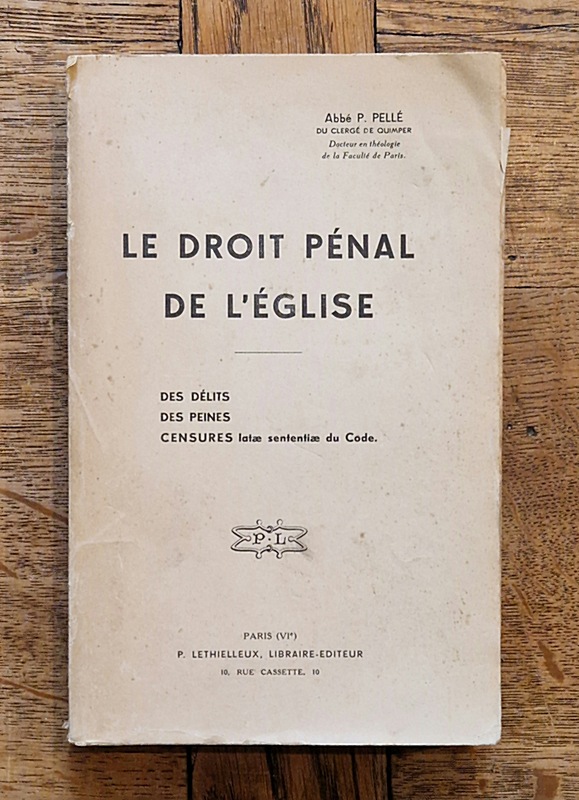 Abbé P. PELLÉ
DU CLERGÉ DE QUIMPER
Docteur en théologie
de la Faculté de Paris.
LE DROIT PÉNAL
DE L'ÉGLISE
DES DÉLITS
DES PEINES
CENSURES latæ sententiæ du Code.
P·L
PARIS (VIe)
P. LETHIELLEUX, LIBRAIRE-EDITEUR
10, RUE CASSETTE, 10